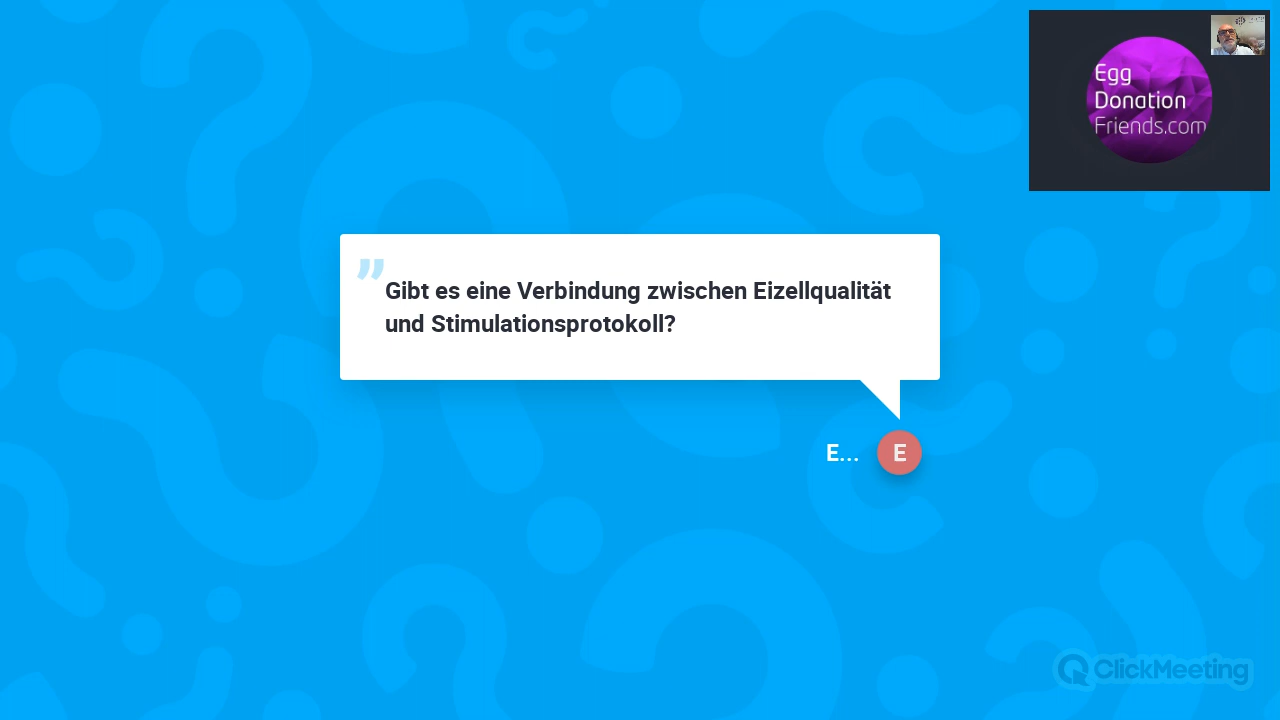 Egg
Donation
Friends.com
”
Gibt es eine Verbindung zwischen Eizellqualität
und Stimulationsprotokoll?
E... E
ClickMeeting